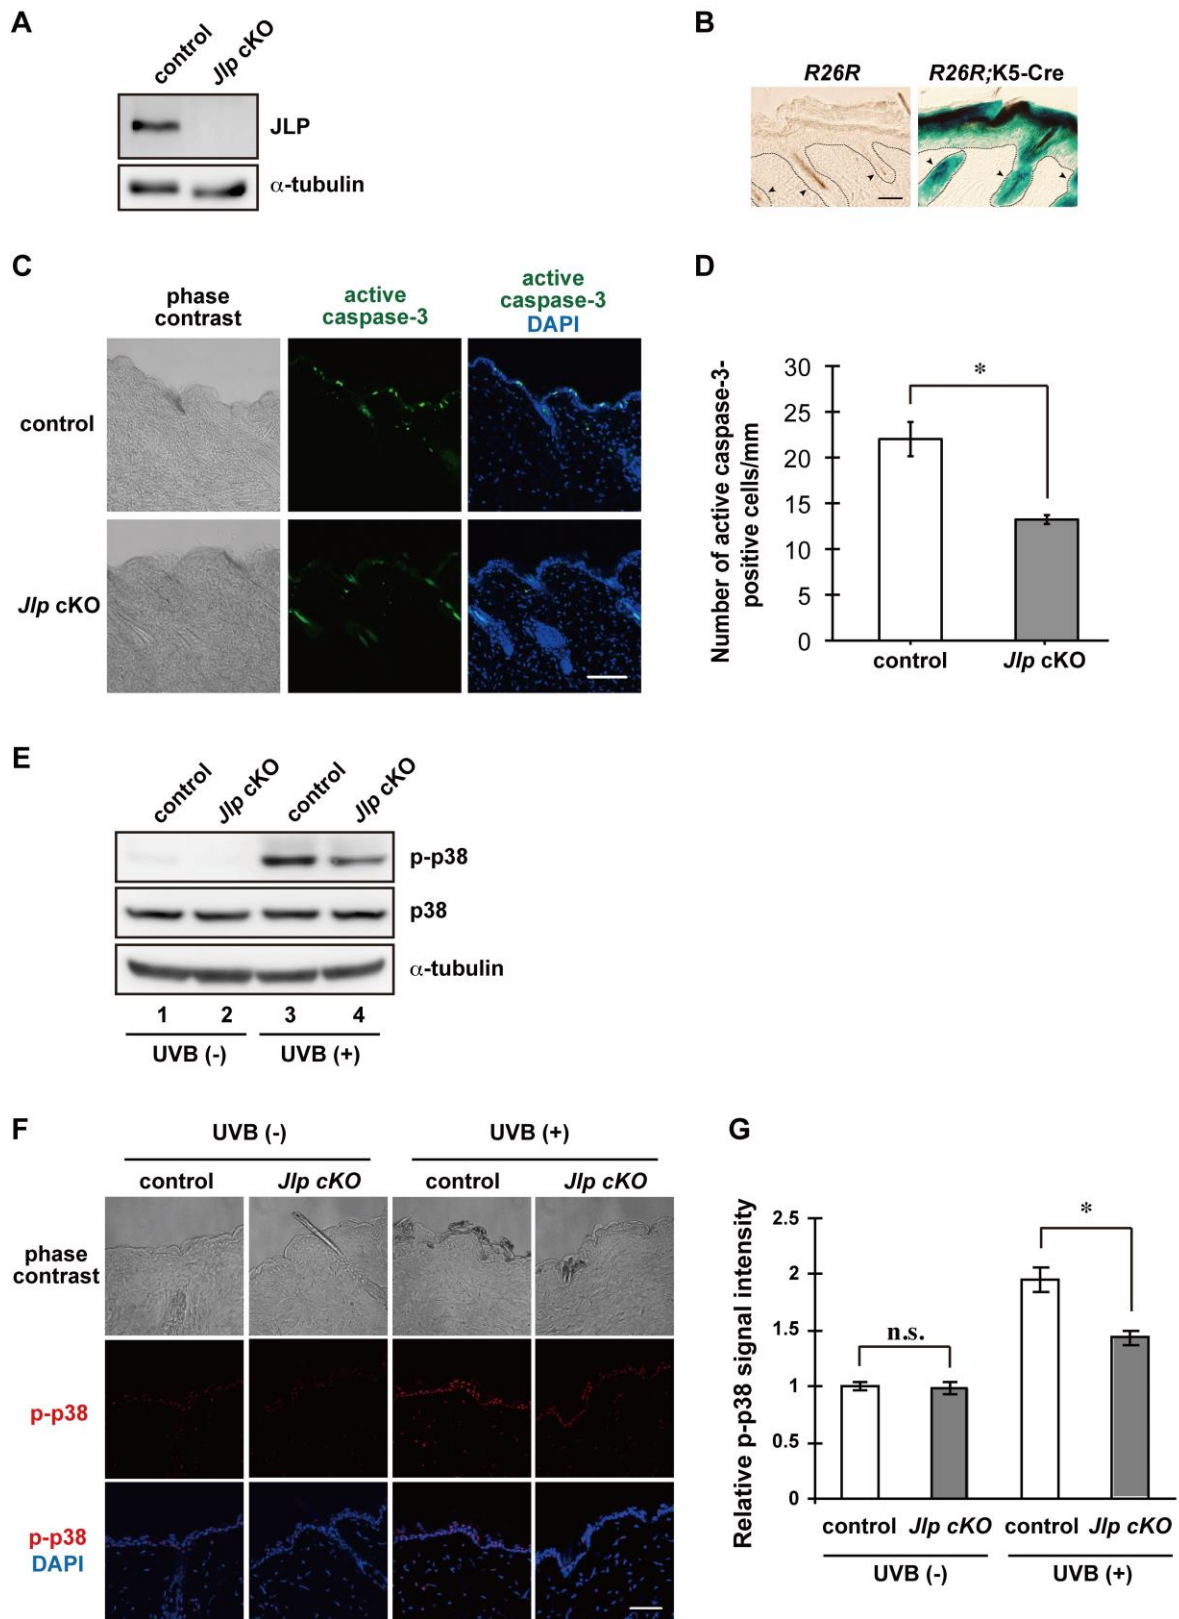 A
control
Jlp cKO
JLP
α-tubulin
B
R26R
R26R;K5-Cre
C
phase
contrast
active
caspase-3
active
caspase-3
DAPI
control
Jlp cKO
D
Number of active caspase-3-
positive cells/mm
30
25
20
15
10
5
0
*
control
Jlp cKO
E
control
Jlp cKO
control
Jlp cKO
p-p38
p38
α-tubulin
1 2 3 4
UVB (-) UVB (+)
F
UVB (-) UVB (+)
control Jlp cKO control Jlp cKO
phase
contrast
p-p38
p-p38
DAPI
G
Relative p-p38 signal intensity
2.5
2
1.5
1
0.5
0
n.s.
*
control Jlp cKO control Jlp cKO
UVB (-) UVB (+)